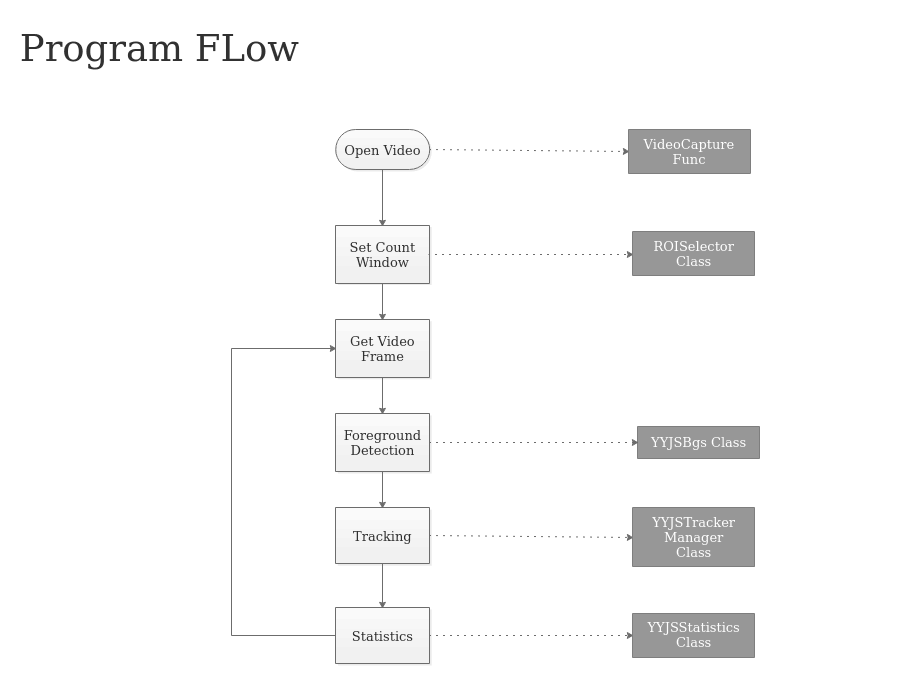 Program FLow
Open Video
VideoCapture
Func
Set Count
Window
ROISelector
Class
Get Video
Frame
Foreground
Detection
YYJSBgs Class
Tracking
YYJSTracker
Manager
Class
Statistics
YYJSStatistics
Class